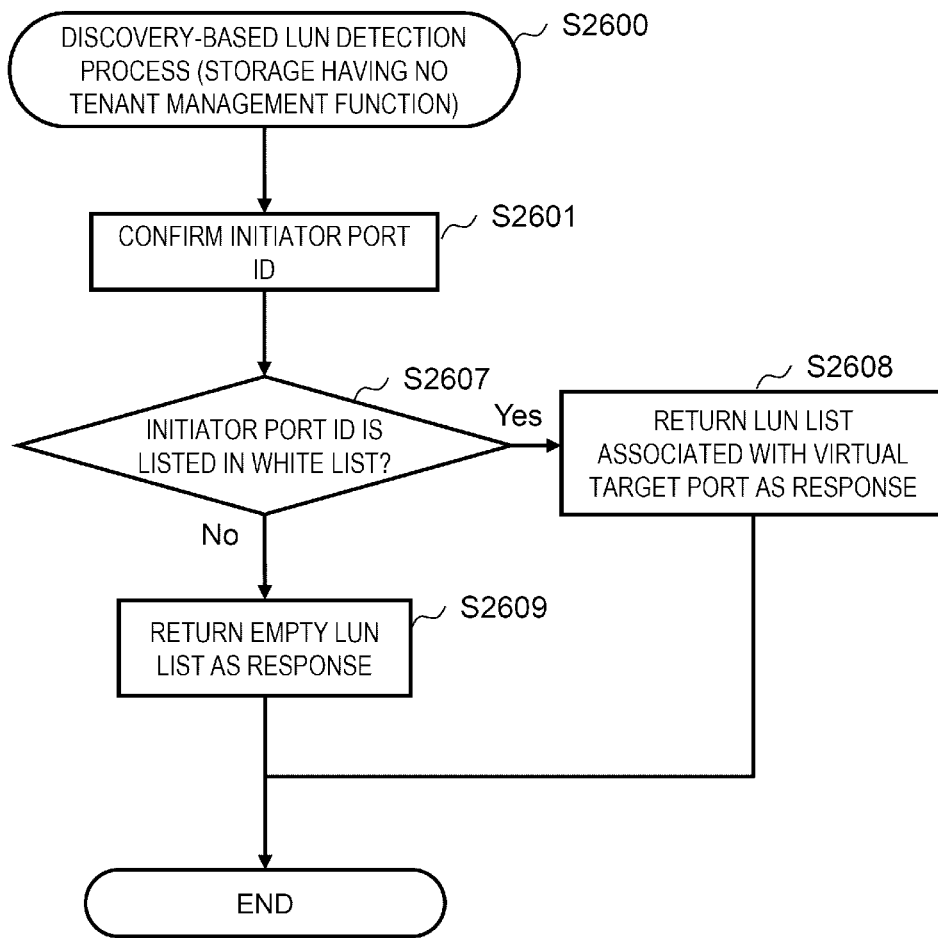 DISCOVERY-BASED LUN DETECTION
PROCESS (STORAGE HAVING NO
TENANT MANAGEMENT FUNCTION)
S2600
CONFIRM INITIATOR PORT
ID
S2601
INITIATOR PORT ID IS
LISTED IN WHITE LIST?
S2607
Yes
RETURN LUN LIST
ASSOCIATED WITH VIRTUAL
TARGET PORT AS RESPONSE
S2608
No
RETURN EMPTY LUN
LIST AS RESPONSE
S2609
END